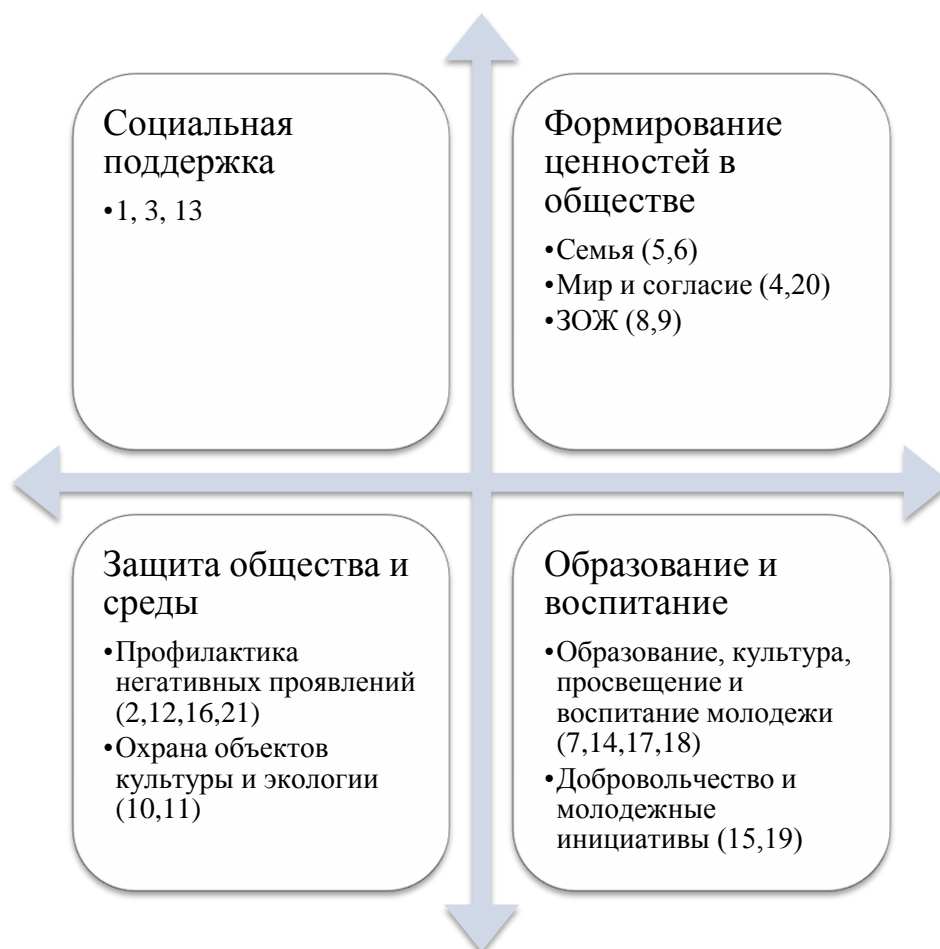 Социальная
поддержка
•1, 3, 13
Формирование
ценностей в
обществе
•Семья (5,6)
•Мир и согласие (4,20)
•ЗОЖ (8,9)
Защита общества и
среды
•Профилактика
негативных проявлений
(2,12,16,21)
•Охрана объектов
культуры и экологии
(10,11)
Образование и
воспитание
•Образование, культура,
просвещение и
воспитание молодежи
(7,14,17,18)
•Добровольчество и
молодежные
инициативы (15,19)